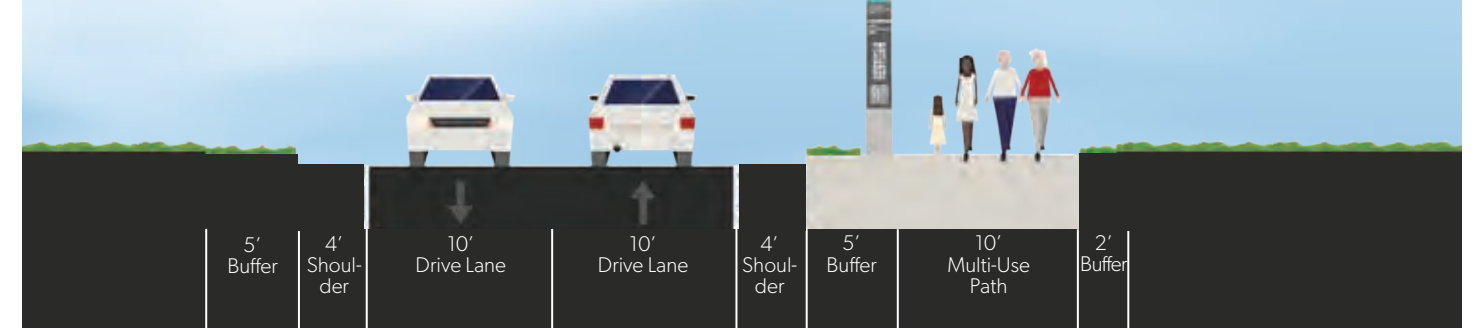 5’
Buffer
4’
Shoul-
der
10’
Drive Lane
10’
Drive Lane
4’
Shoul-
der
5’
Buffer
10’
Multi-Use
Path
2’
Buffer